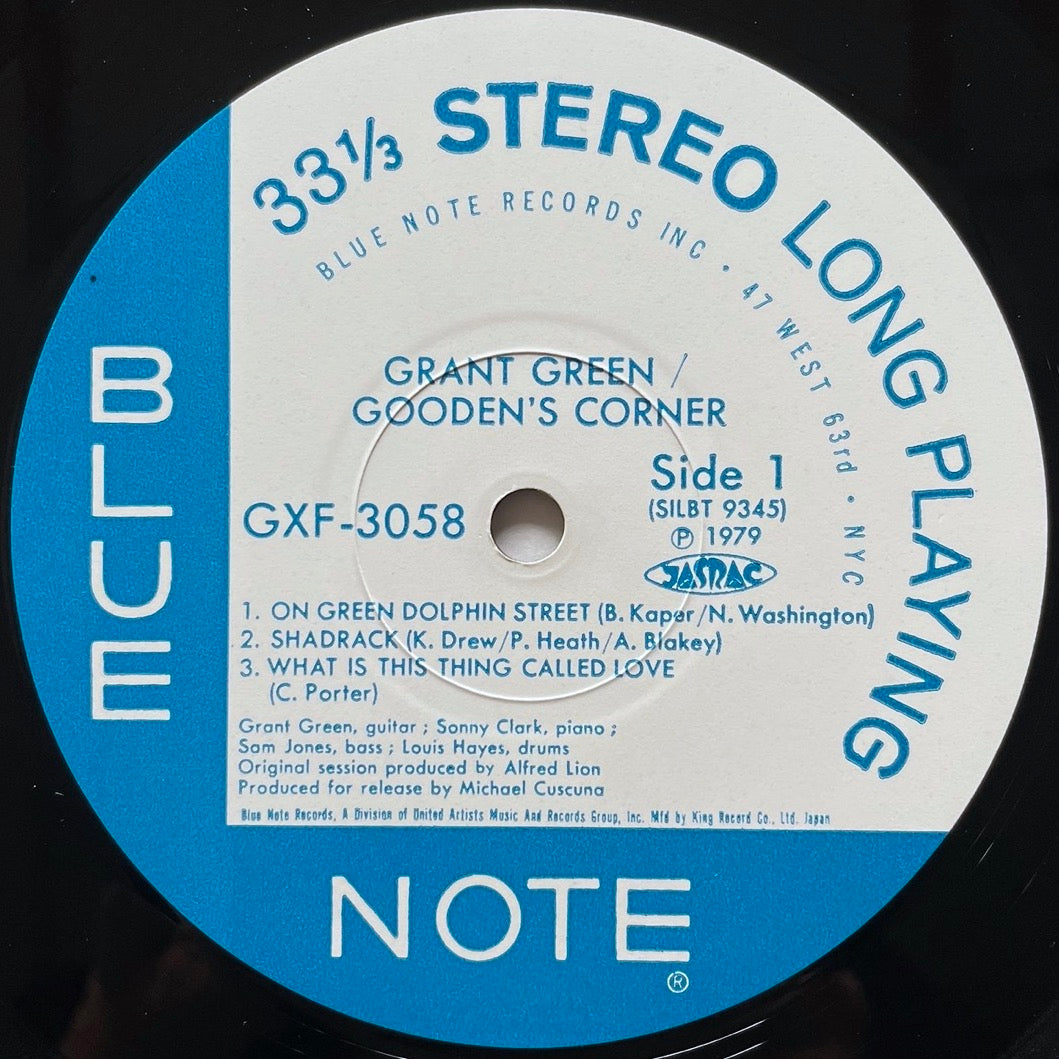 33⅓ STEREO LONG PLAYING
BLUE NOTE RECORDS INC · 47 WEST 63rd · NYC
GRANT GREEN /
GOODEN'S CORNER
Side 1
GXF-3058
(SILBT 9345)
℗ 1979
JASRAC
1. ON GREEN DOLPHIN STREET (B. Kaper/N. Washington)
2. SHADRACK (K. Drew/P. Heath/A. Blakey)
3. WHAT IS THIS THING CALLED LOVE
(C. Porter)
Grant Green, guitar ; Sonny Clark, piano ;
Sam Jones, bass ; Louis Hayes, drums
Original session produced by Alfred Lion
Produced for release by Michael Cuscuna
Blue Note Records, A Division of United Artists Music And Records Group, Inc. Mfd by King Record Co., Ltd. Japan
BLUE
NOTE
®